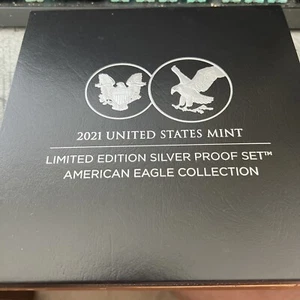 2021 UNITED STATES MINT
LIMITED EDITION SILVER PROOF SET™
AMERICAN EAGLE COLLECTION